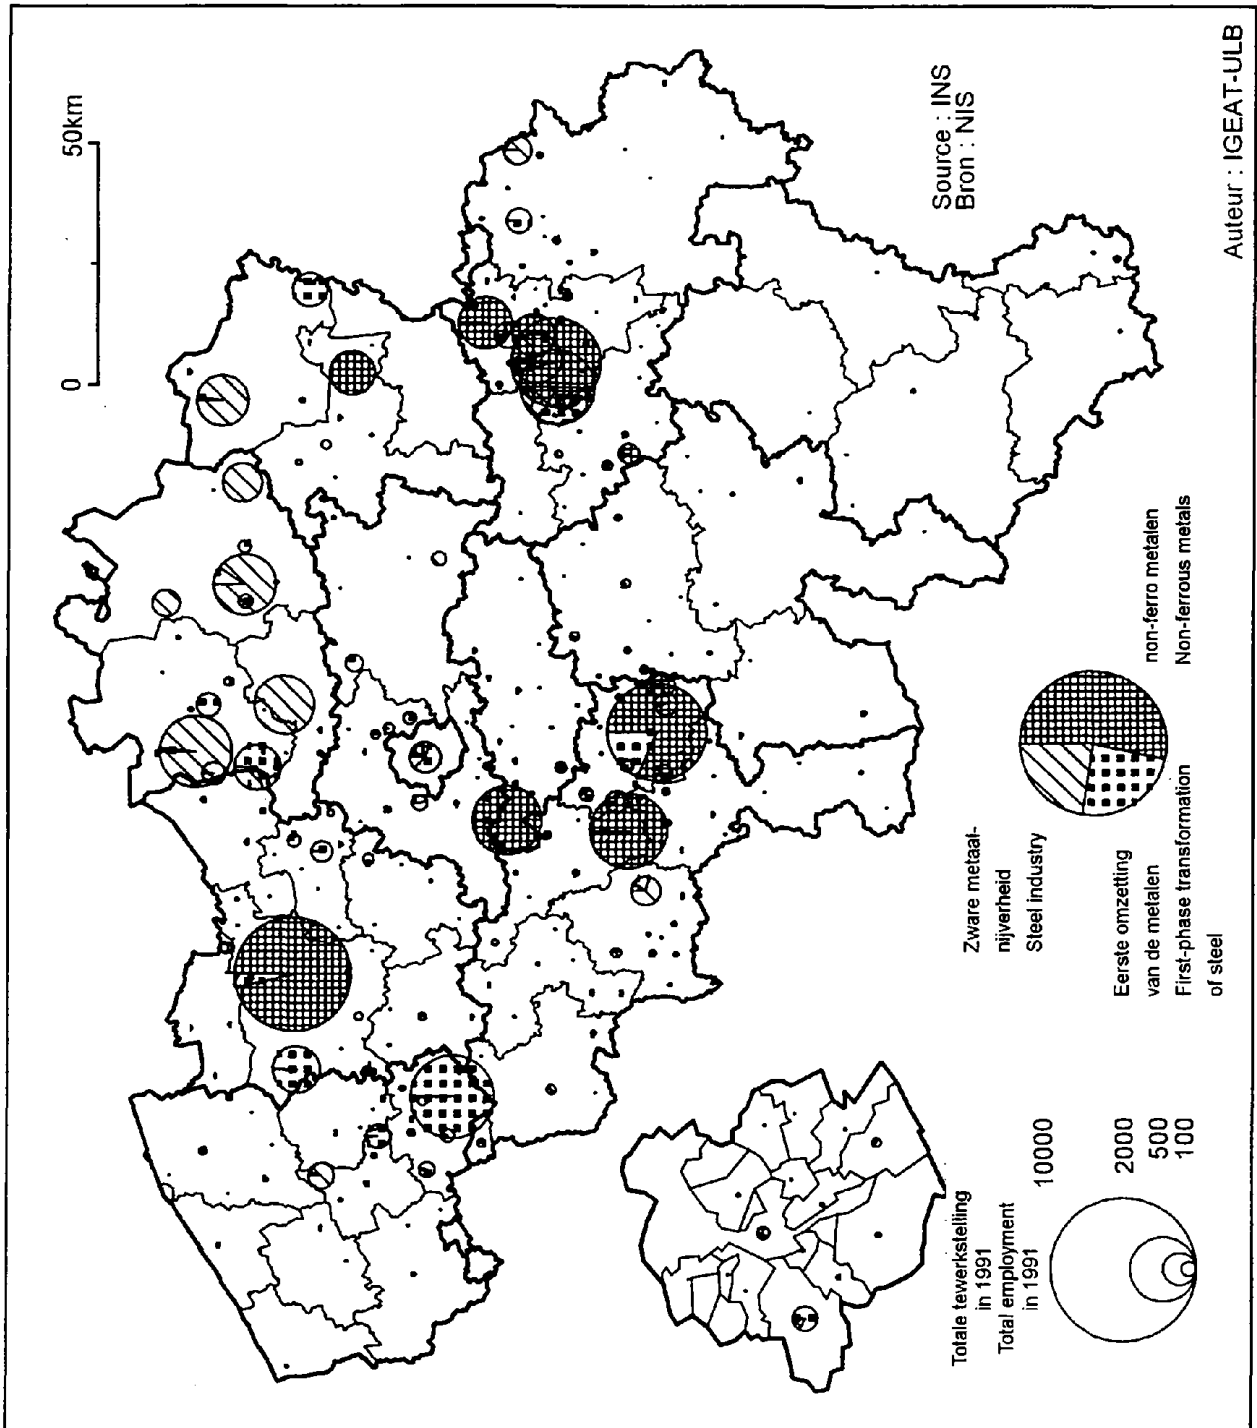 0
50km
Source : INS
Bron : NIS
Zware metaal-
nijverheid
Steel industry
Eerste omzetting
van de metalen
First-phase transformation
of steel
non-ferro metalen
Non-ferrous metals
Totale tewerkstelling
in 1991
Total employment
in 1991
10000
2000
500
100
Auteur : IGEAT-ULB